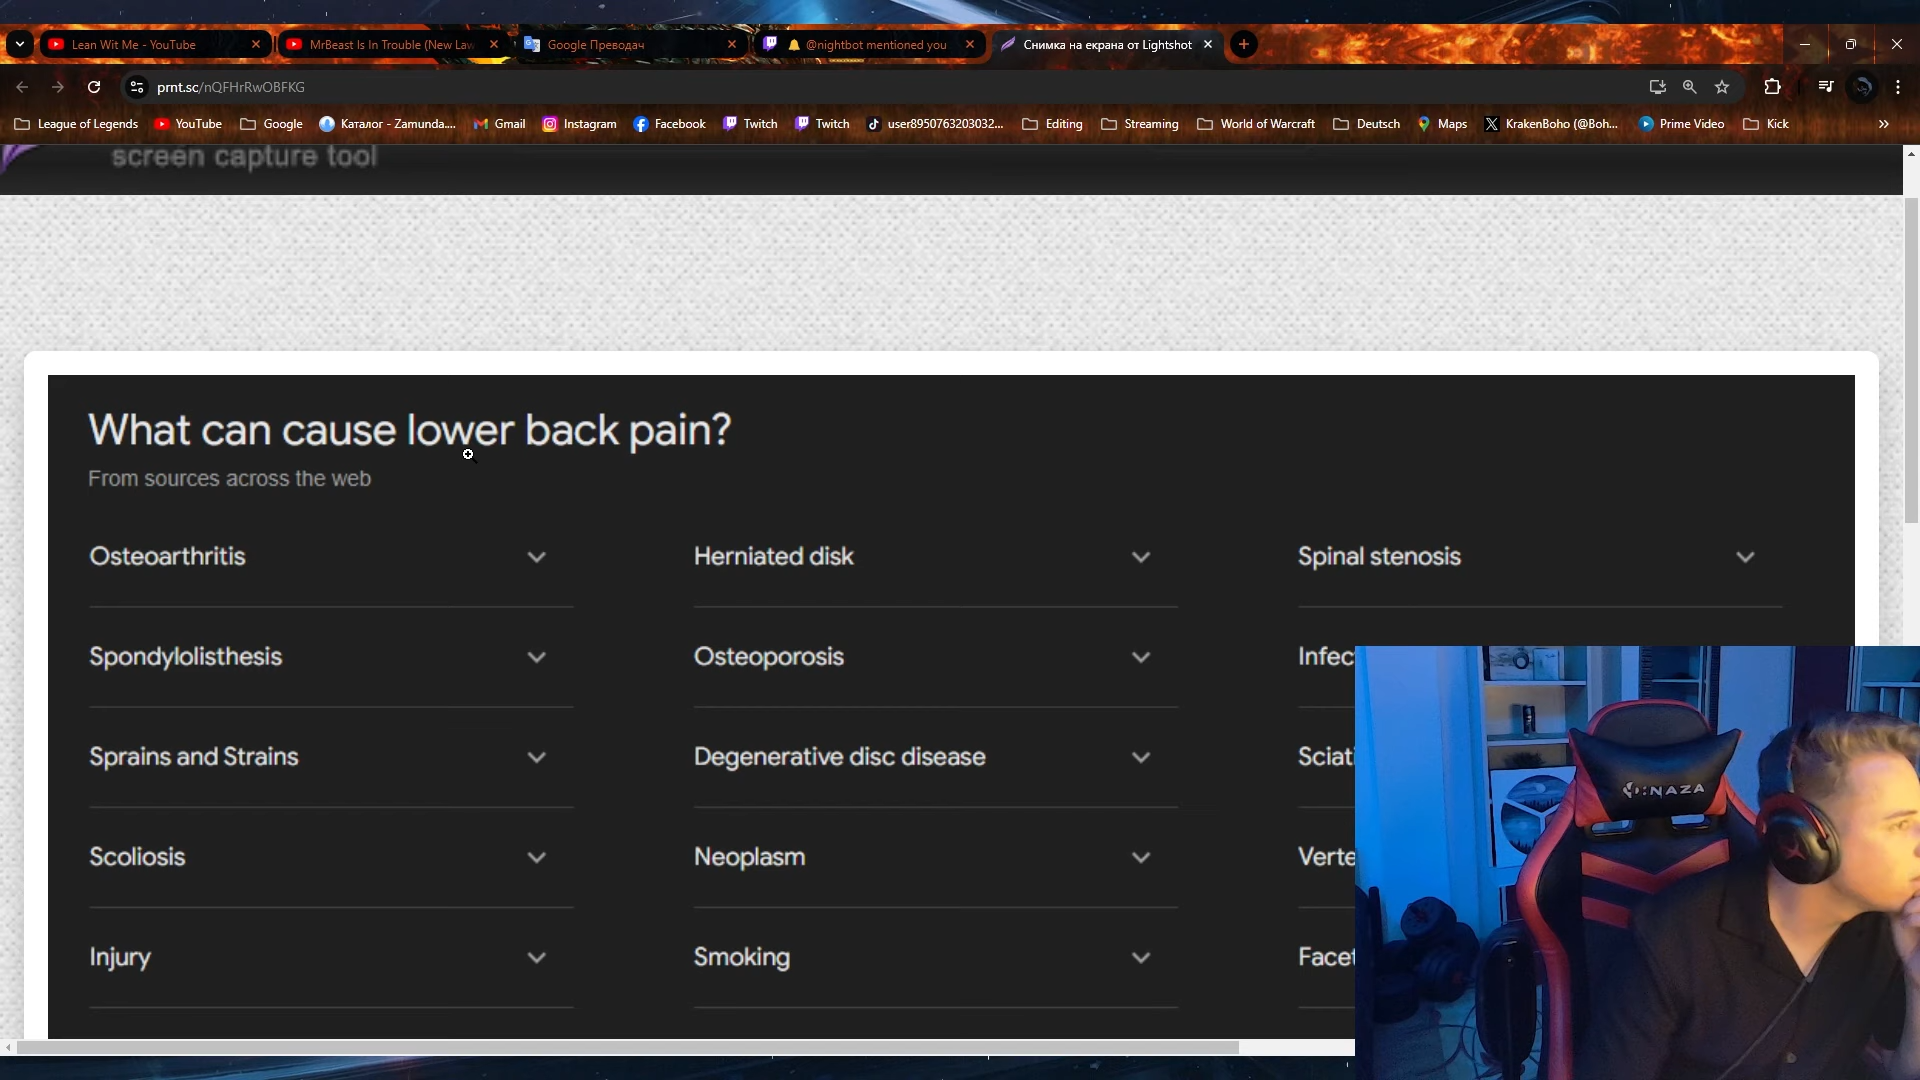 Lean Wit Me - YouTube
MrBeast Is In Trouble (New Law
Google Преводач
@nightbot mentioned you
Снимка на екрана от Lightshot
prnt.sc/nQFHrRwOBFKG
League of Legends
YouTube
Google
Каталог - Zamunda....
Gmail
Instagram
Facebook
Twitch
Twitch
user8950763203032...
Editing
Streaming
World of Warcraft
Deutsch
Maps
KrakenBoho (@Boh...
Prime Video
Kick
screen capture tool
What can cause lower back pain?
From sources across the web
Osteoarthritis
Herniated disk
Spinal stenosis
Spondylolisthesis
Osteoporosis
Infec
Sprains and Strains
Degenerative disc disease
Sciati
Scoliosis
Neoplasm
Verte
Injury
Smoking
Facet